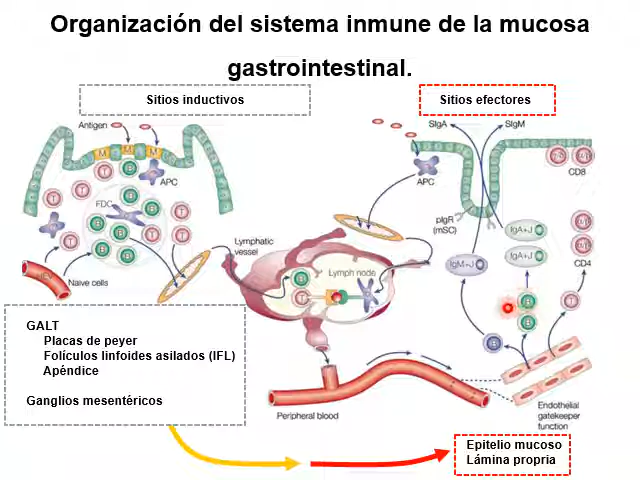 Organización del sistema inmune de la mucosa
gastrointestinal.
Sitios inductivos
Sitios efectores
Antigen
M
M
M
APC
FDC
B
T
Naive cells
Lymphatic
vessel
Lymph node
SIgA
SIgM
APC
pIgR
(mSC)
IgM+J
IgA+J
IgA+J
CD8
CD4
Peripheral blood
Endothelial
gatekeeper
function
GALT
Placas de peyer
Folículos linfoides asilados (IFL)
Apéndice
Ganglios mesentéricos
Epitelio mucoso
Lámina propria